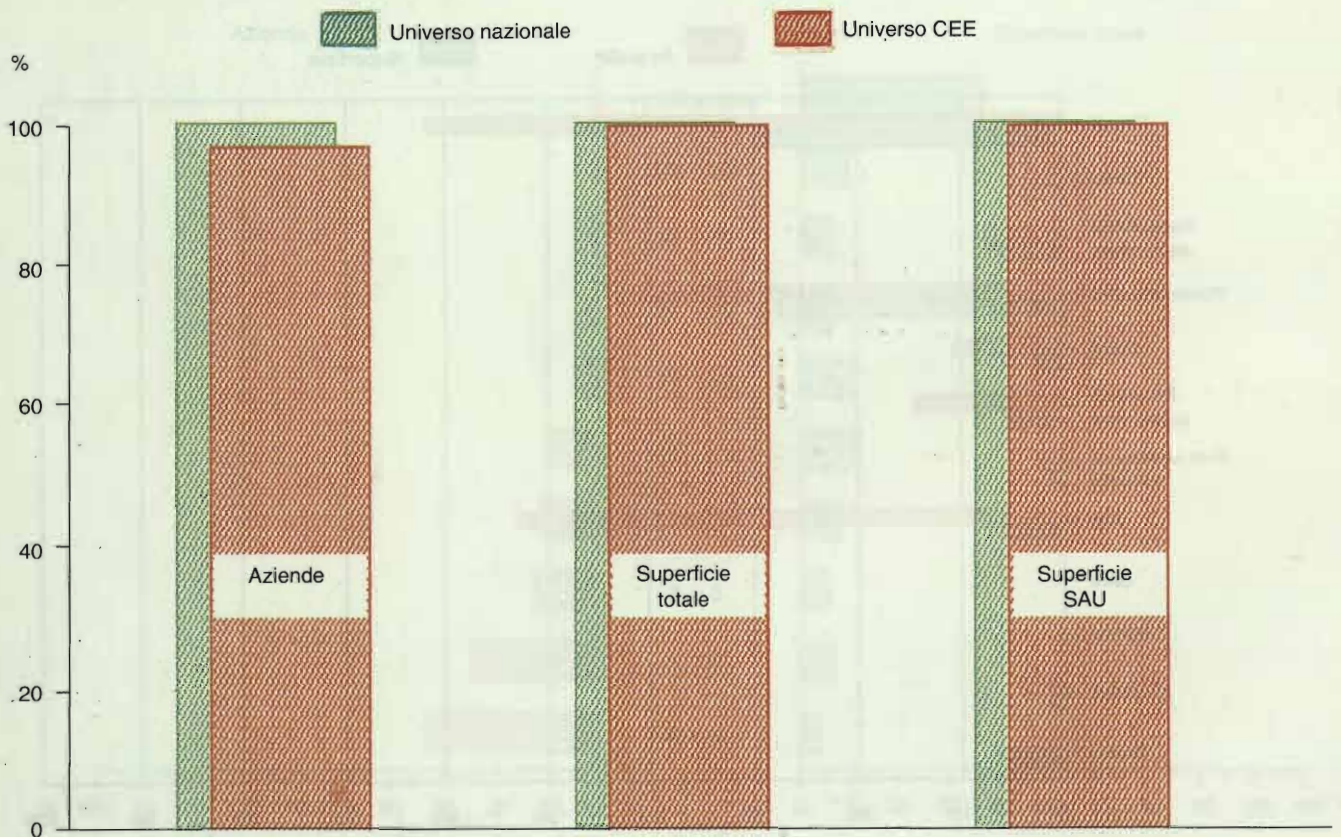 Universo nazionale
Universo CEE
%
100
80
60
40
20
0
Aziende
Superficie
totale
Superficie
SAU